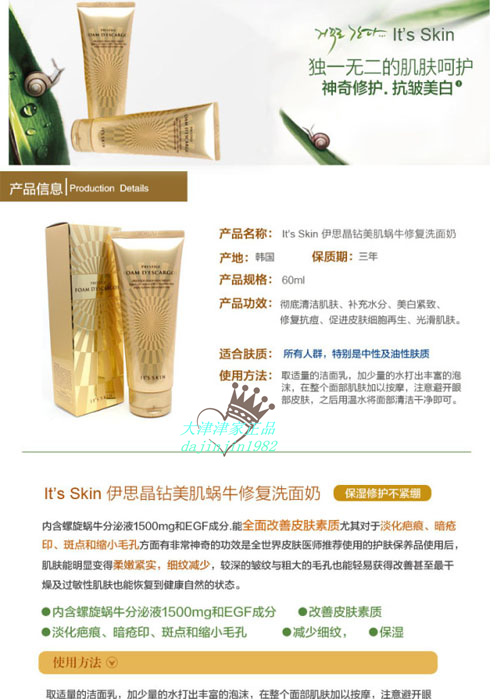 It's Skin
独一无二的肌肤呵护
神奇修护.抗皱美白
产品信息 Production Details
产品名称: It's Skin 伊思晶钻美肌蜗牛修复洗面奶
产地: 韩国 保质期: 三年
产品规格: 60ml
产品功效: 彻底清洁肌肤、补充水分、美白紧致、
修复抗痘、促进皮肤细胞再生、光滑肌肤。
适合肤质: 所有人群，特别是中性及油性肤质
使用方法: 取适量的洁面乳，加少量的水打出丰富的泡
沫，在整个面部肌肤加以按摩，注意避开眼
部皮肤，之后用温水将面部清洁干净即可。
PRESTIGE
FOAM D'ESCARGOT
IT'S SKIN
大津津家正品
dajinjin1982
It's Skin 伊思晶钻美肌蜗牛修复洗面奶 保湿修护不紧绷
内含螺旋蜗牛分泌液1500mg和EGF成分.能全面改善皮肤素质尤其对于淡化疤痕、暗疮
印、斑点和缩小毛孔方面有非常神奇的功效是全世界皮肤医师推荐使用的护肤保养品使用后，
肌肤能明显变得柔嫩紧实，细纹减少，较深的皱纹与粗大的毛孔也能轻易获得改善甚至最干
燥及过敏性肌肤也能恢复到健康自然的状态。
●内含螺旋蜗牛分泌液1500mg和EGF成分 ●改善皮肤素质
●淡化疤痕、暗疮印、斑点和缩小毛孔 ●减少细纹， ●保湿
使用方法
取适量的洁面乳，加少量的水打出丰富的泡沫，在整个面部肌肤加以按摩，注意避开眼